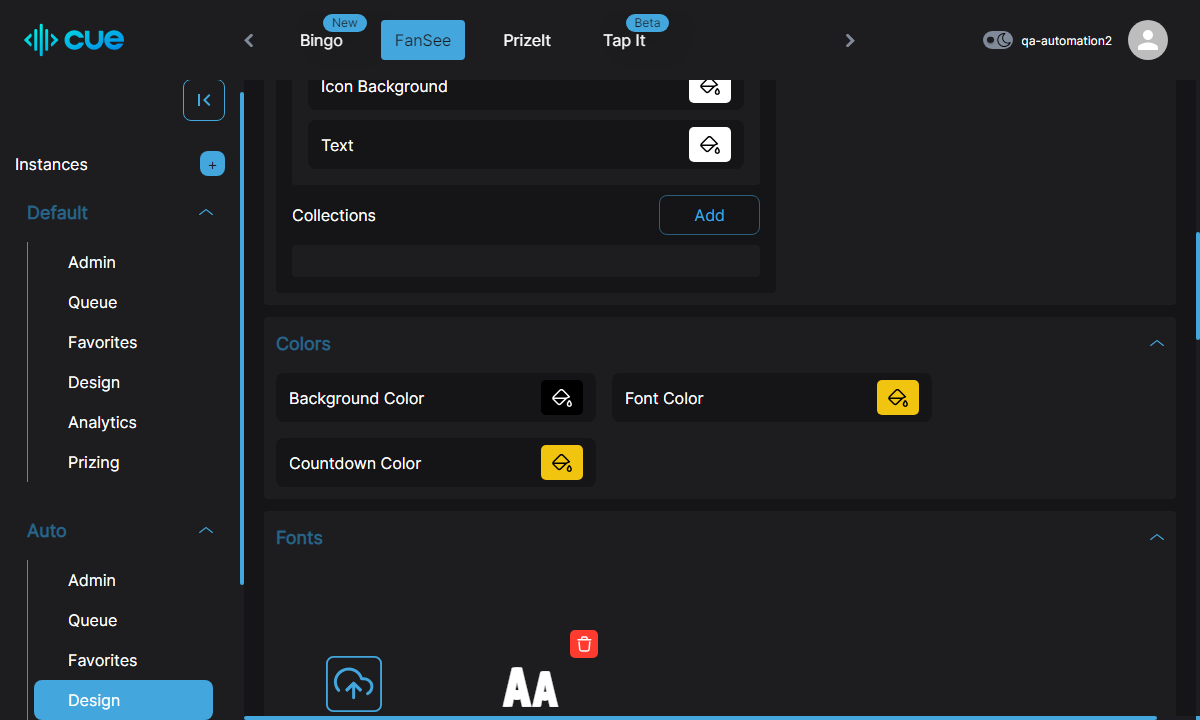 cue
Bingo
New
FanSee
PrizeIt
Tap It
Beta
qa-automation2
Instances
+
Default
Admin
Queue
Favorites
Design
Analytics
Prizing
Auto
Admin
Queue
Favorites
Design
Icon Background
Text
Collections
Add
Colors
Background Color
Font Color
Countdown Color
Fonts
AA